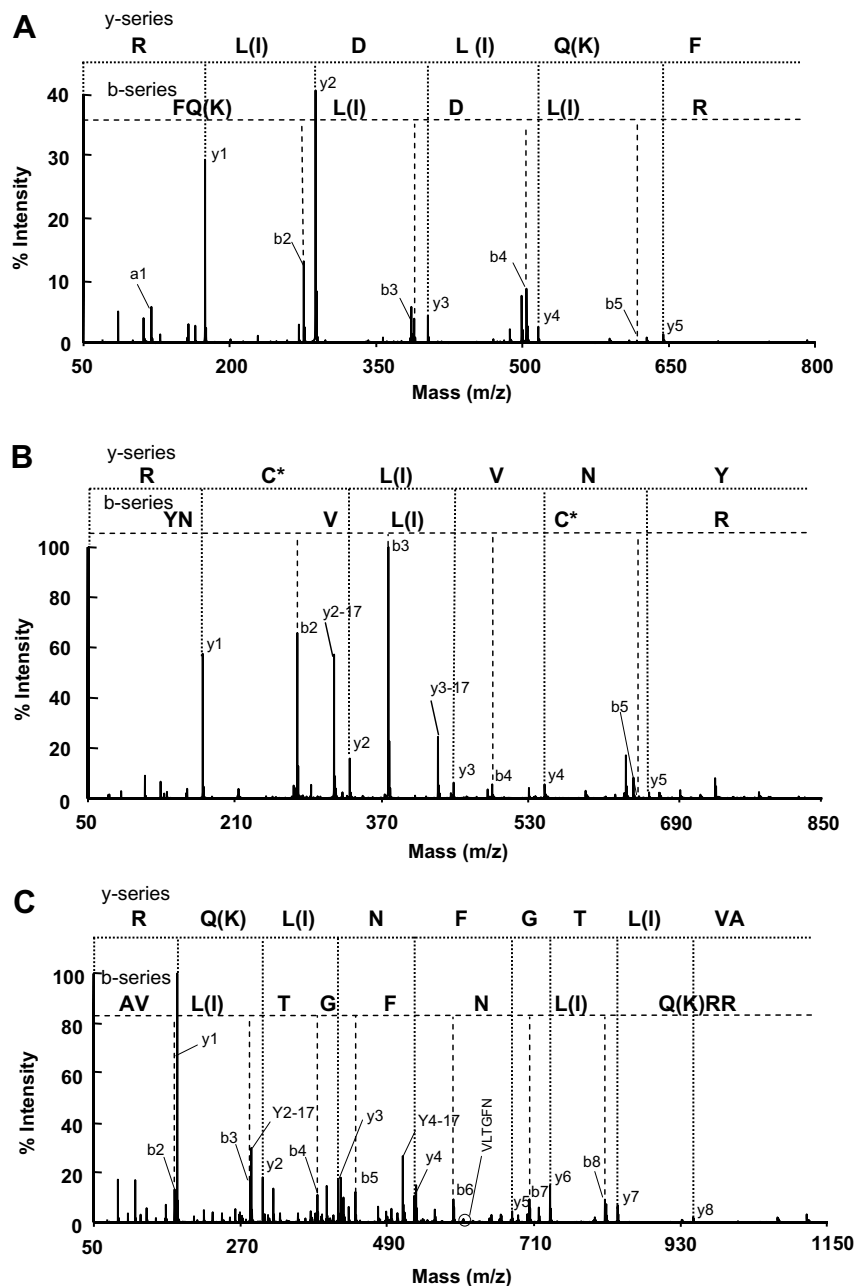 A
y-series
R L(I) D L (I) Q(K) F
b-series
FQ(K) L(I) D L(I) R
y2
y1
b2
a1
b3
y3
b4
y4
b5
y5
% Intensity
40
30
20
10
0
50 200 350 500 650 800
Mass (m/z)
B
y-series
R C* L(I) V N Y
b-series
YN V L(I) C* R
b3
y2-17
b2
y1
y3-17
y2
y3
b4
y4
b5
y5
% Intensity
100
80
60
40
20
0
50 210 370 530 690 850
Mass (m/z)
C
y-series
R Q(K) L(I) N F G T L(I) VA
b-series
AV L(I) T G F N L(I) Q(K)RR
y1
Y2-17
y3
Y4-17
VLTGFN
b2
b3
y2
b4
b5
y4
b6
y5
b7
y6
b8
y7
y8
% Intensity
100
80
60
40
20
0
50 270 490 710 930 1150
Mass (m/z)